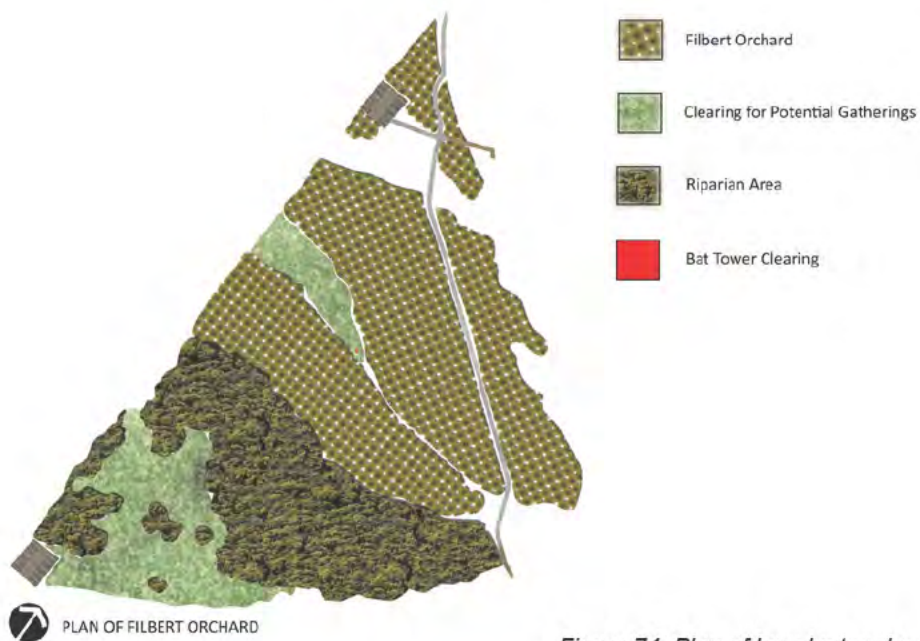 Filbert Orchard
Clearing for Potential Gatherings
Riparian Area
Bat Tower Clearing
PLAN OF FILBERT ORCHARD